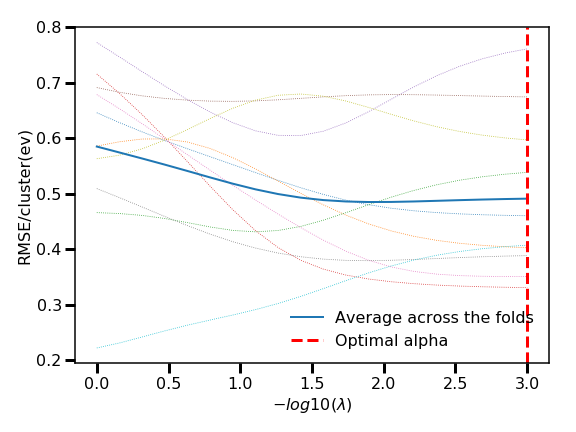 0.8
0.7
0.6
0.5
0.4
0.3
0.2
RMSE/cluster(ev)
Average across the folds
Optimal alpha
0.0 0.5 1.0 1.5 2.0 2.5 3.0
−log10(λ)